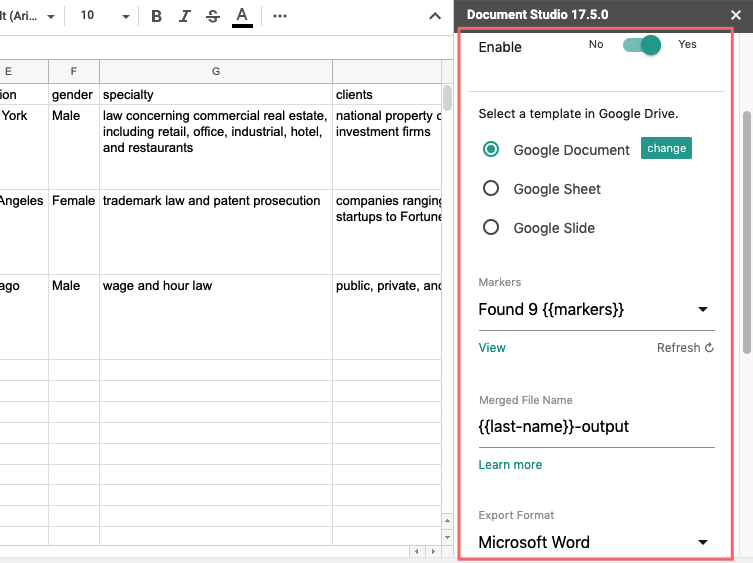 lt (Ari...
10
B I S A
Document Studio 17.5.0
Enable
No
Yes
Select a template in Google Drive.
Google Document
change
Google Sheet
Google Slide
Markers
Found 9 {{markers}}
View
Refresh
Merged File Name
{{last-name}}-output
Learn more
Export Format
Microsoft Word
E F G
ion gender specialty clients
York Male law concerning commercial real estate, national property
including retail, office, industrial, hotel, investment firms
and restaurants
Angeles Female trademark law and patent prosecution companies ranging
startups to Fortune
ago Male wage and hour law public, private, and